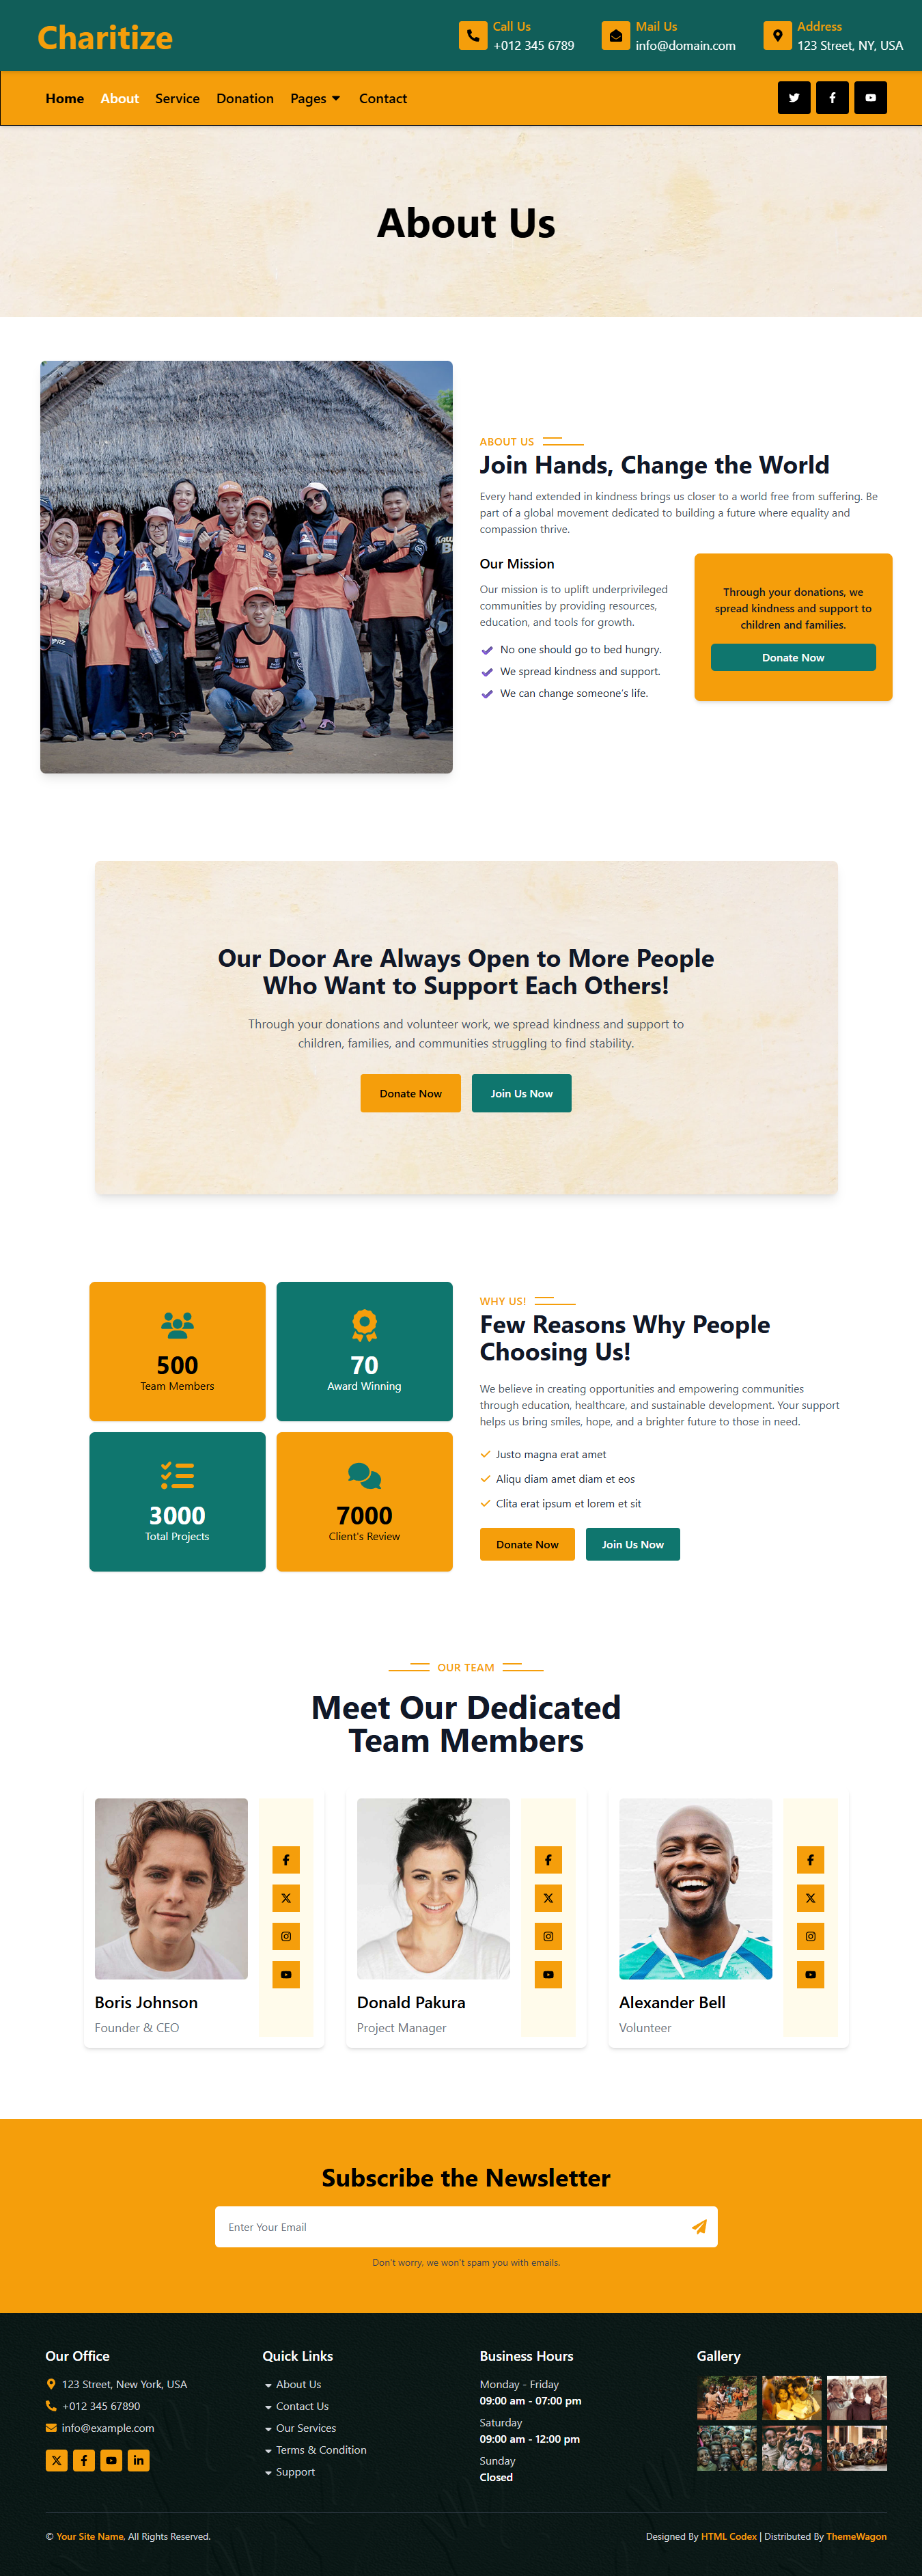 Charitize
Call Us
+012 345 6789
Mail Us
info@domain.com
Address
123 Street, NY, USA
Home About Service Donation Pages Contact
About Us
ABOUT US
Join Hands, Change the World
Every hand extended in kindness brings us closer to a world free from suffering. Be
part of a global movement dedicated to building a future where equality and
compassion thrive.
Our Mission
Our mission is to uplift underprivileged
communities by providing resources,
education, and tools for growth.
No one should go to bed hungry.
We spread kindness and support.
We can change someone's life.
Through your donations, we
spread kindness and support to
children and families.
Donate Now
Our Door Are Always Open to More People
Who Want to Support Each Others!
Through your donations and volunteer work, we spread kindness and support to
children, families, and communities struggling to find stability.
Donate Now
Join Us Now
500
Team Members
70
Award Winning
3000
Total Projects
7000
Client's Review
WHY US!
Few Reasons Why People
Choosing Us!
We believe in creating opportunities and empowering communities
through education, healthcare, and sustainable development. Your support
helps us bring smiles, hope, and a brighter future to those in need.
Justo magna erat amet
Aliqu diam amet diam et eos
Clita erat ipsum et lorem et sit
Donate Now
Join Us Now
OUR TEAM
Meet Our Dedicated
Team Members
Boris Johnson
Founder & CEO
Donald Pakura
Project Manager
Alexander Bell
Volunteer
Subscribe the Newsletter
Enter Your Email
Don't worry, we won't spam you with emails.
Our Office
123 Street, New York, USA
+012 345 67890
info@example.com
Quick Links
About Us
Contact Us
Our Services
Terms & Condition
Support
Business Hours
Monday - Friday
09:00 am - 07:00 pm
Saturday
09:00 am - 12:00 pm
Sunday
Closed
Gallery
© Your Site Name, All Rights Reserved.
Designed By HTML Codex | Distributed By ThemeWagon